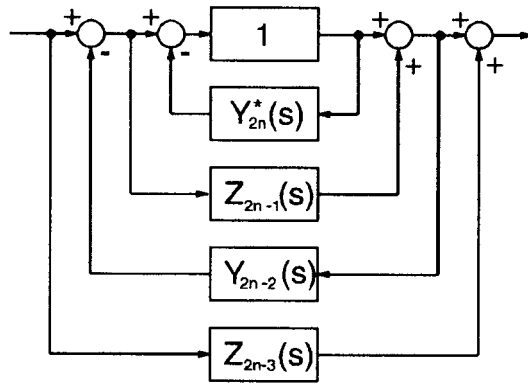 + - + - 1 + + + +
Y*2n(s)
Z2n-1(s)
Y2n-2(s)
Z2n-3(s)